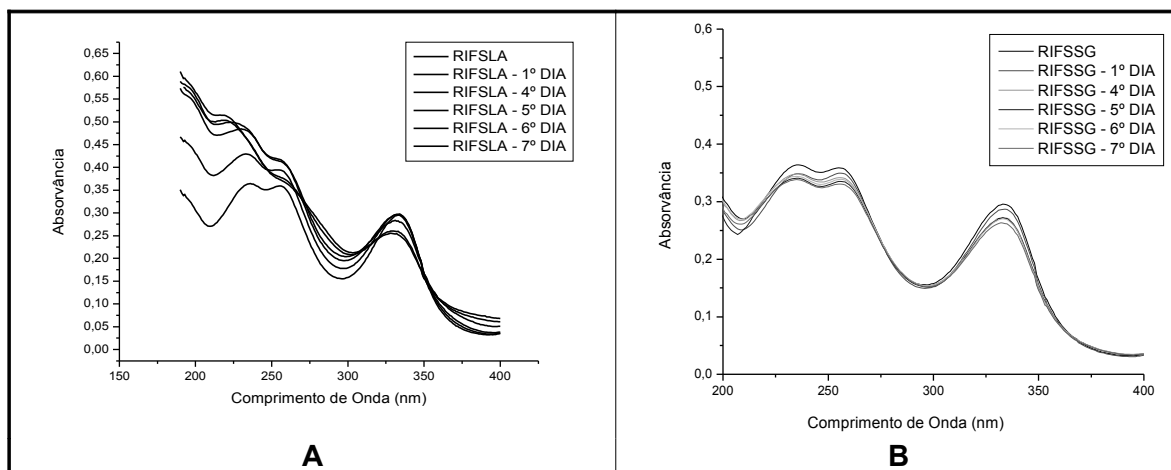 RIFSLA
RIFSLA - 1º DIA
RIFSLA - 4º DIA
RIFSLA - 5º DIA
RIFSLA - 6º DIA
RIFSLA - 7º DIA
0,65
0,60
0,55
0,50
0,45
0,40
0,35
0,30
0,25
0,20
0,15
0,10
0,05
0,00
Absorvância
150
200
250
300
350
400
Comprimento de Onda (nm)
A
RIFSSG
RIFSSG - 1º DIA
RIFSSG - 4º DIA
RIFSSG - 5º DIA
RIFSSG - 6º DIA
RIFSSG - 7º DIA
0,6
0,5
0,4
0,3
0,2
0,1
0,0
Absorvância
200
250
300
350
400
Comprimento de Onda (nm)
B